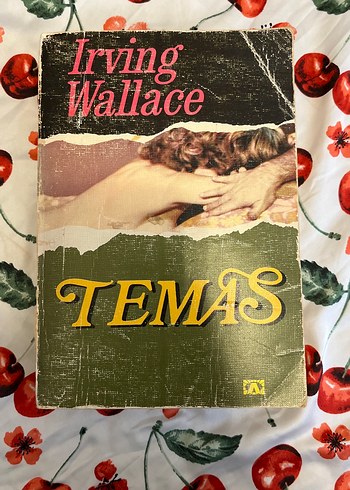 Irving
Wallace
TEMAS
A